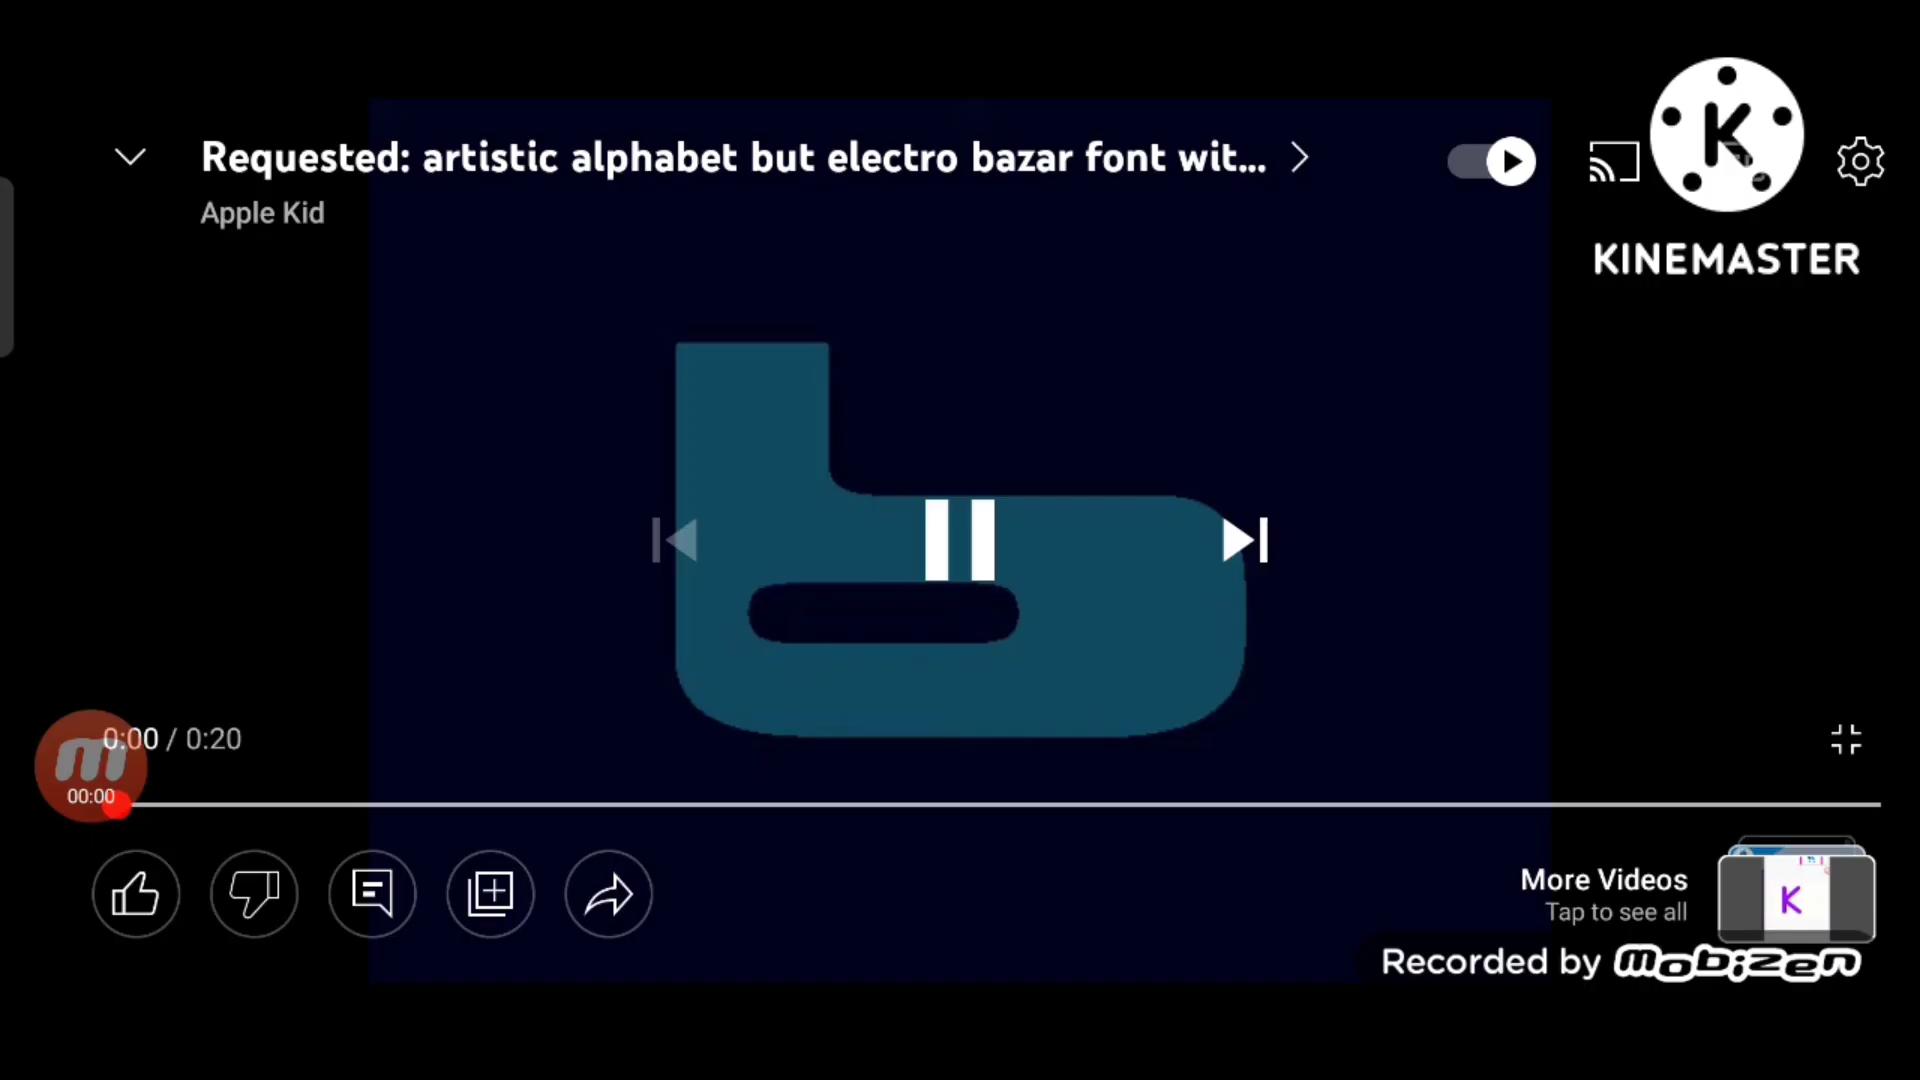 Requested: artistic alphabet but electro bazar font wit...
Apple Kid
K
KINEMASTER
b
0:00 / 0:20
m
00:00
More Videos
Tap to see all
K
Recorded by mobizen